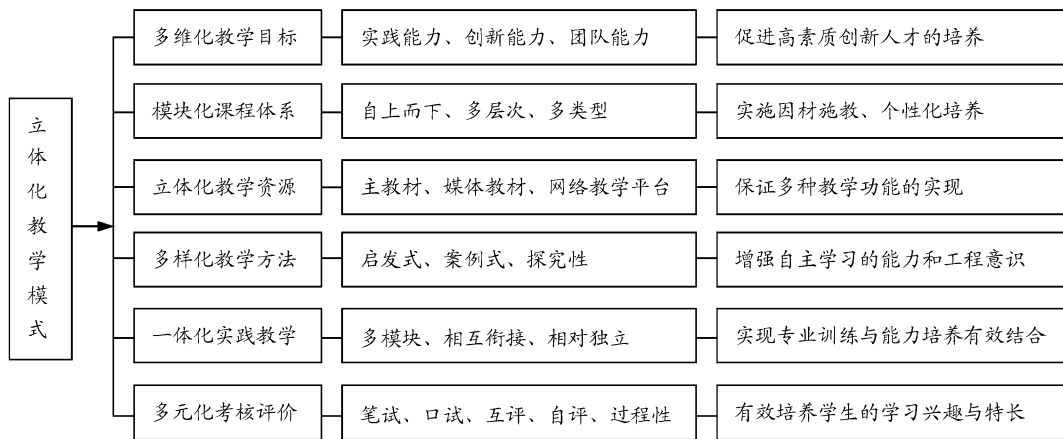 立体化教学模式
多维化教学目标
实践能力、创新能力、团队能力
促进高素质创新人才的培养
模块化课程体系
自上而下、多层次、多类型
实施因材施教、个性化培养
立体化教学资源
主教材、媒体教材、网络教学平台
保证多种教学功能的实现
多样化教学方法
启发式、案例式、探究性
增强自主学习的能力和工程意识
一体化实践教学
多模块、相互衔接、相对独立
实现专业训练与能力培养有效结合
多元化考核评价
笔试、口试、互评、自评、过程性
有效培养学生的学习兴趣与特长